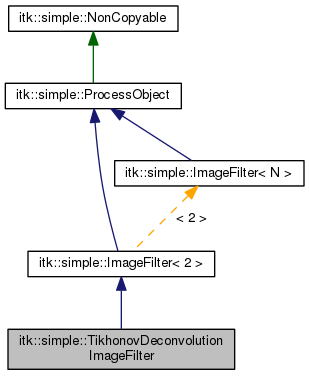 itk::simple::NonCopyable
itk::simple::ProcessObject
itk::simple::ImageFilter< N >
< 2 >
itk::simple::ImageFilter< 2 >
itk::simple::TikhonovDeconvolution
ImageFilter